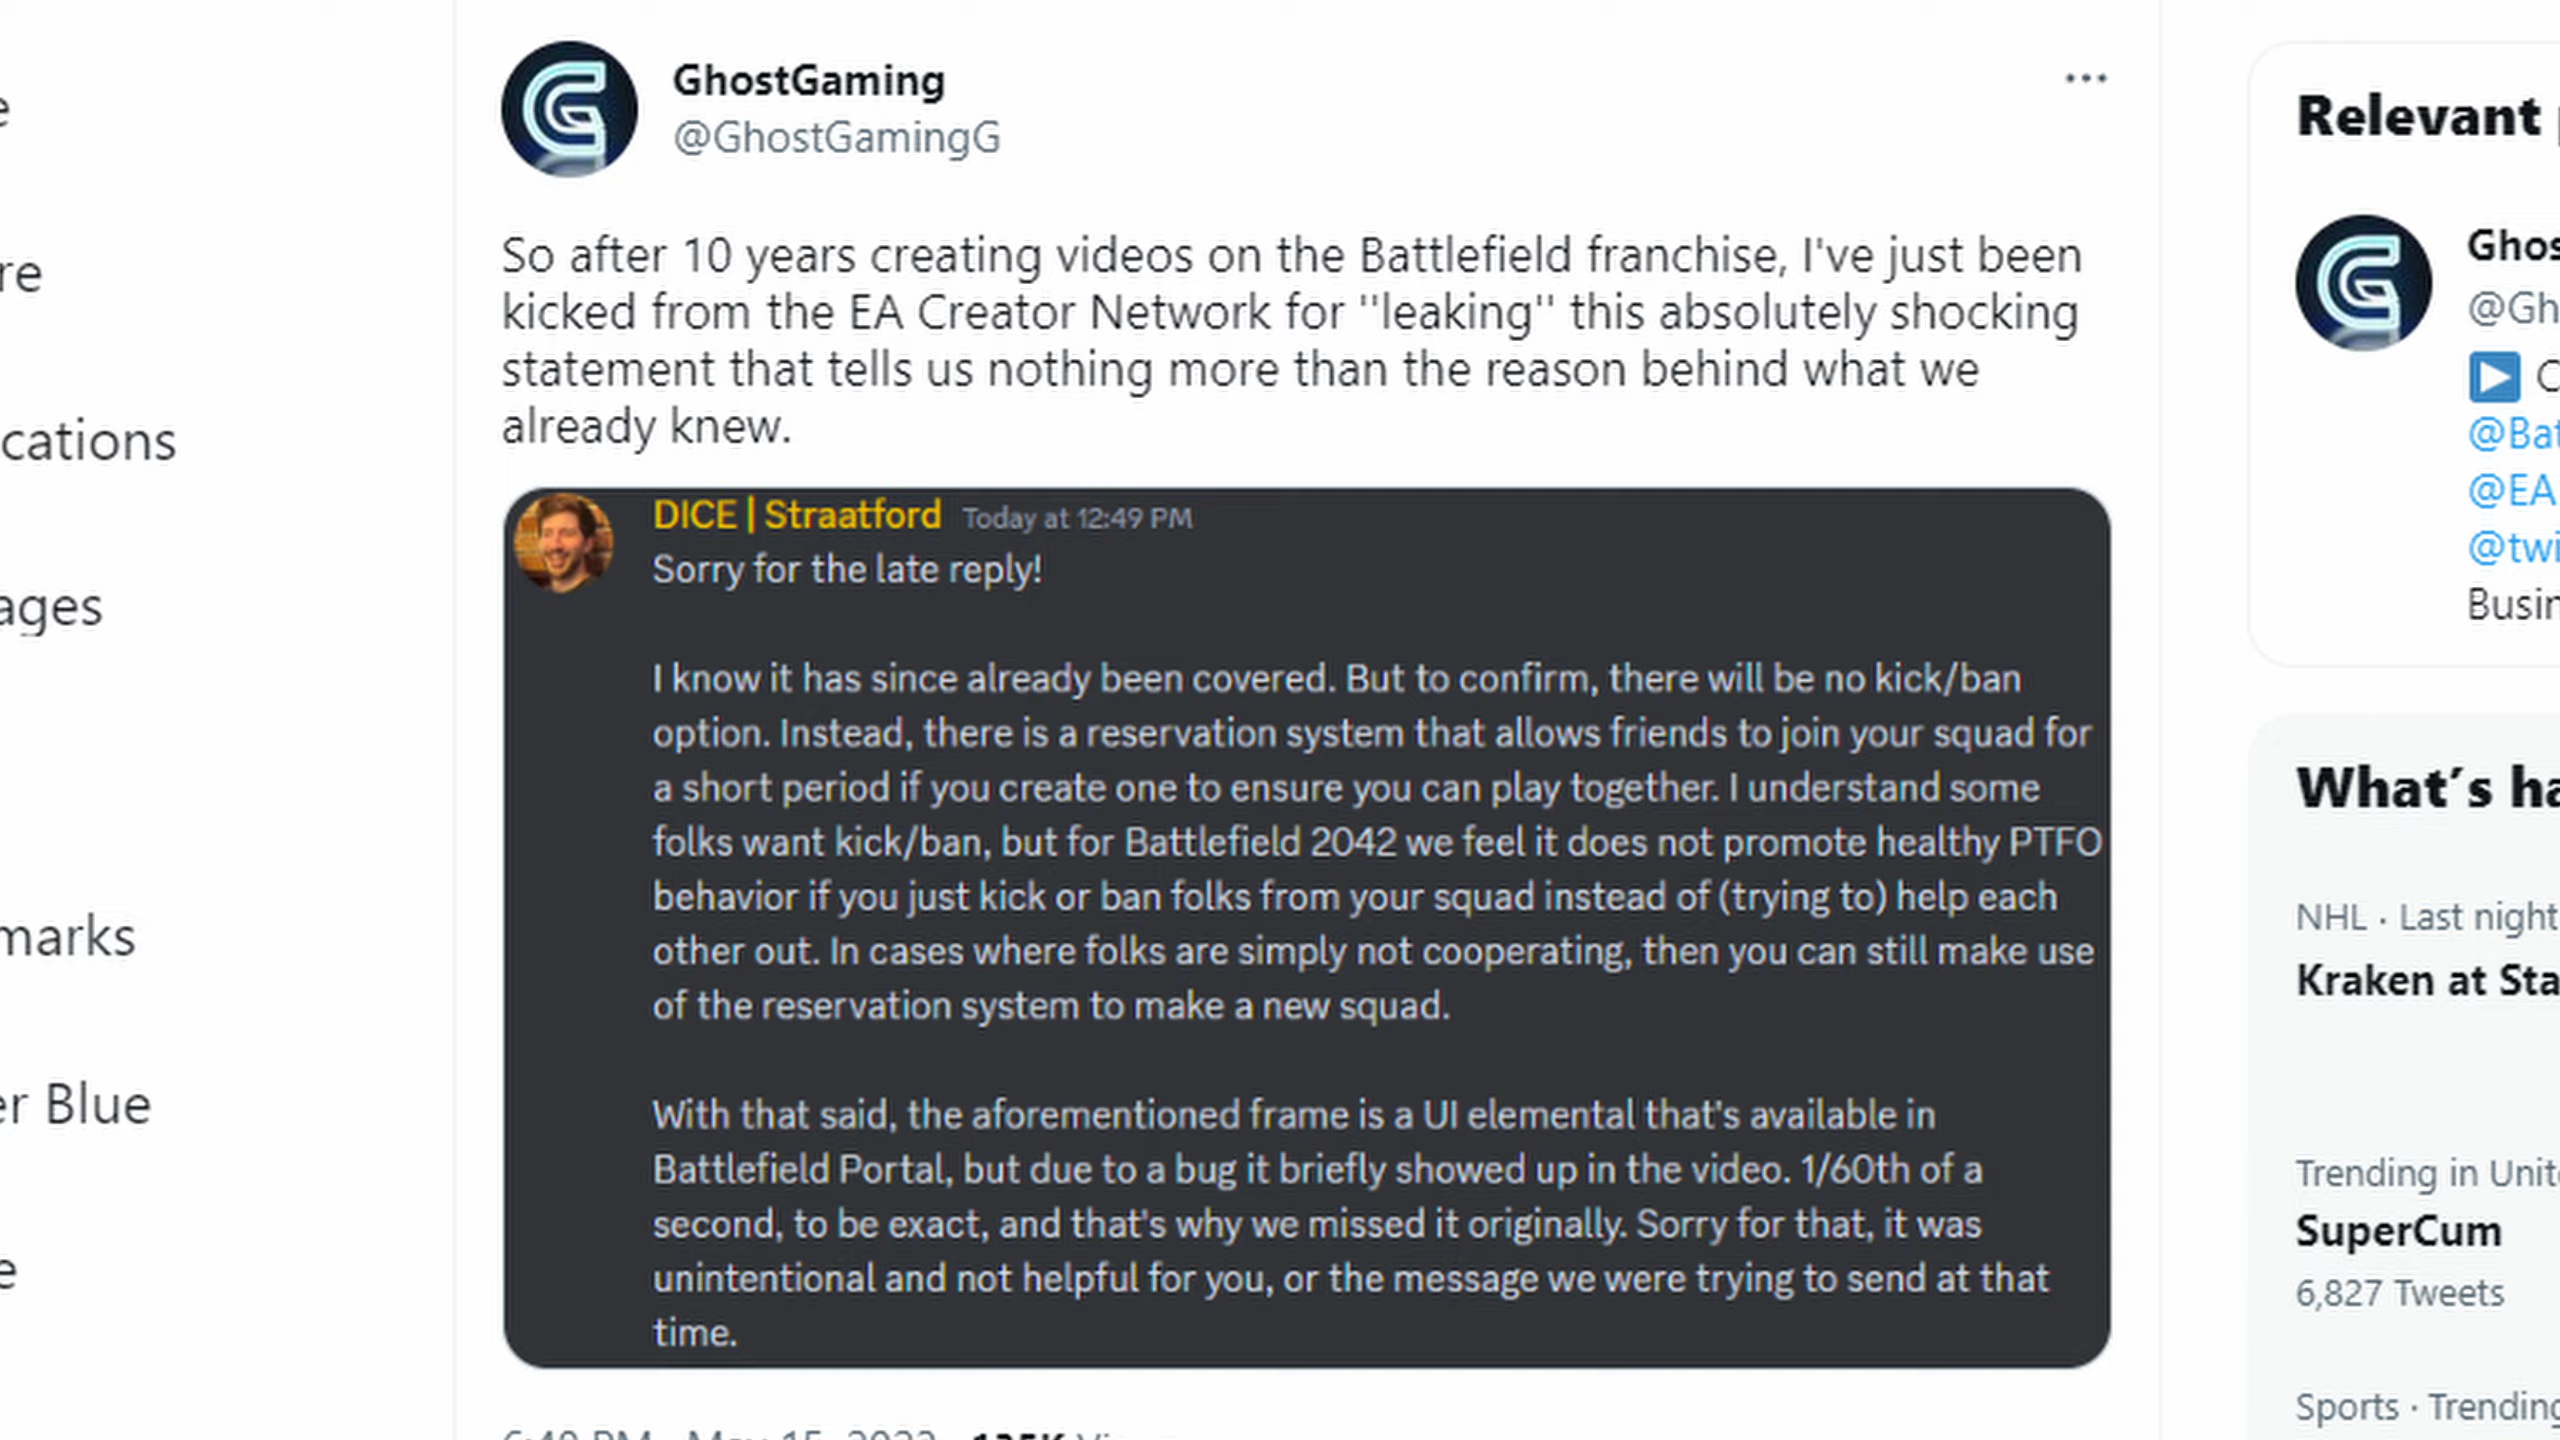 GhostGaming
@GhostGamingG
So after 10 years creating videos on the Battlefield franchise, I've just been
kicked from the EA Creator Network for "leaking" this absolutely shocking
statement that tells us nothing more than the reason behind what we
already knew.
DICE | Straatford Today at 12:49 PM
Sorry for the late reply!
I know it has since already been covered. But to confirm, there will be no kick/ban
option. Instead, there is a reservation system that allows friends to join your squad for
a short period if you create one to ensure you can play together. I understand some
folks want kick/ban, but for Battlefield 2042 we feel it does not promote healthy PTFO
behavior if you just kick or ban folks from your squad instead of (trying to) help each
other out. In cases where folks are simply not cooperating, then you can still make use
of the reservation system to make a new squad.
With that said, the aforementioned frame is a UI elemental that's available in
Battlefield Portal, but due to a bug it briefly showed up in the video. 1/60th of a
second, to be exact, and that's why we missed it originally. Sorry for that, it was
unintentional and not helpful for you, or the message we were trying to send at that
time.
e
re
cations
ages
marks
er Blue
e
Relevant
Ghos
@Gh
@Bat
@EA
@twi
Busin
What's ha
NHL · Last night
Kraken at Sta
Trending in Unite
SuperCum
6,827 Tweets
Sports · Trending